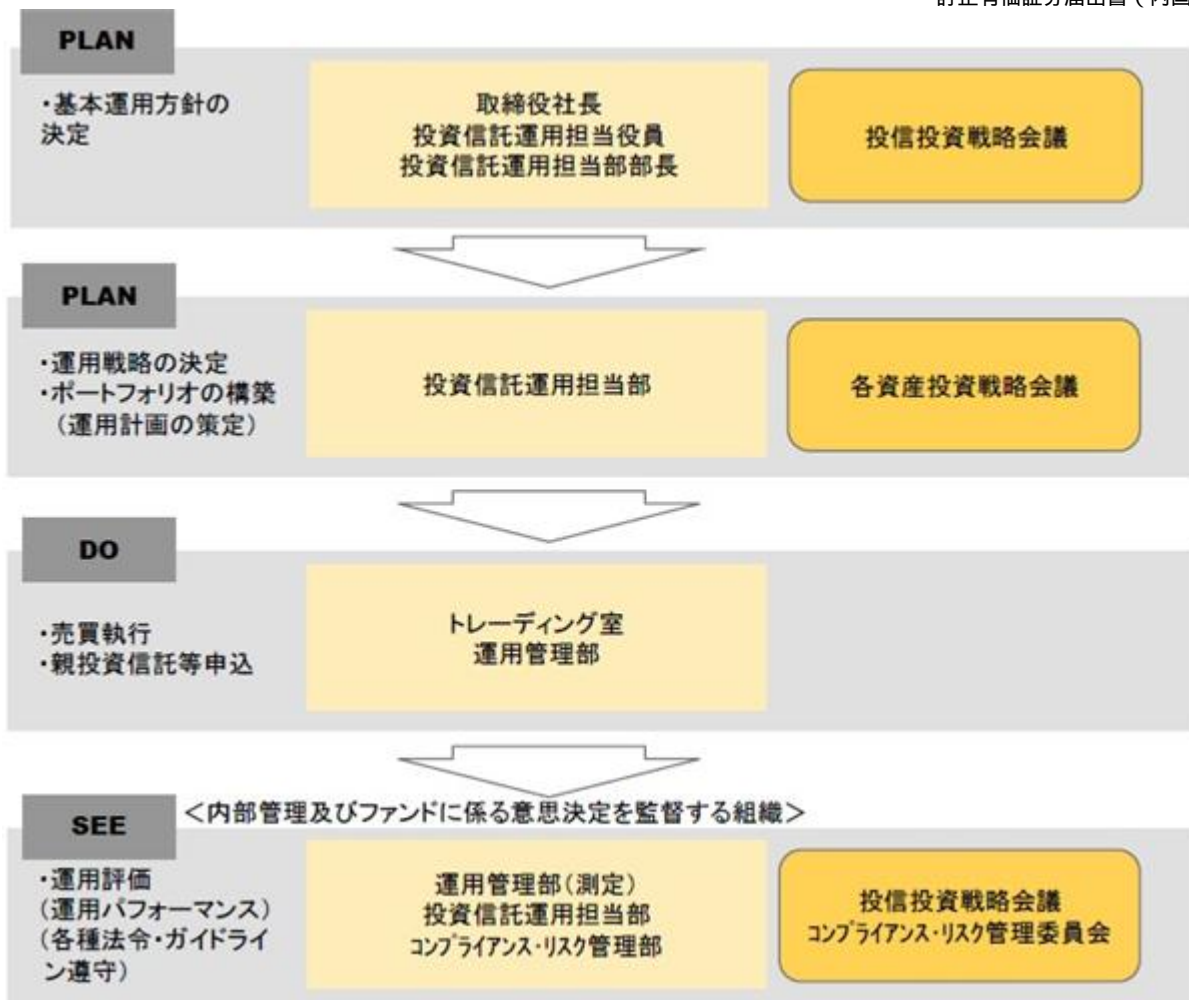 PLAN
・基本運用方針の
決定
取締役社長
投資信託運用担当役員
投資信託運用担当部部長
投信投資戦略会議
PLAN
・運用戦略の決定
・ポートフォリオの構築
（運用計画の策定）
投資信託運用担当部
各資産投資戦略会議
DO
・売買執行
・親投資信託等申込
トレーディング室
運用管理部
SEE
＜内部管理及びファンドに係る意思決定を監督する組織＞
・運用評価
(運用パフォーマンス)
(各種法令・ガイドライ
ン遵守)
運用管理部(測定)
投資信託運用担当部
コンプライアンス・リスク管理部
投信投資戦略会議
コンプライアンス・リスク管理委員会